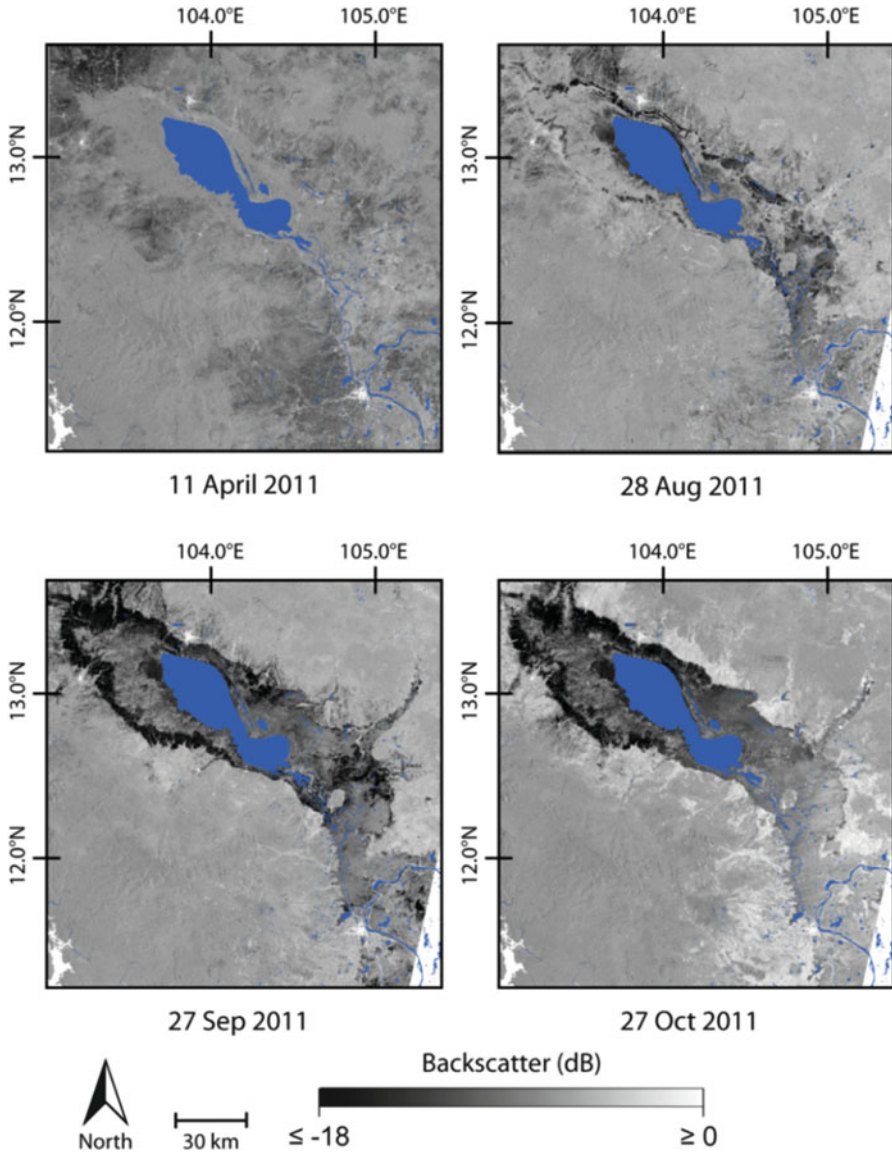 104.0°E 105.0°E 104.0°E 105.0°E
13.0°N 13.0°N
12.0°N 12.0°N
11 April 2011 28 Aug 2011
104.0°E 105.0°E 104.0°E 105.0°E
13.0°N 13.0°N
12.0°N 12.0°N
27 Sep 2011 27 Oct 2011
Backscatter (dB)
North 30 km ≤ -18 ≥ 0